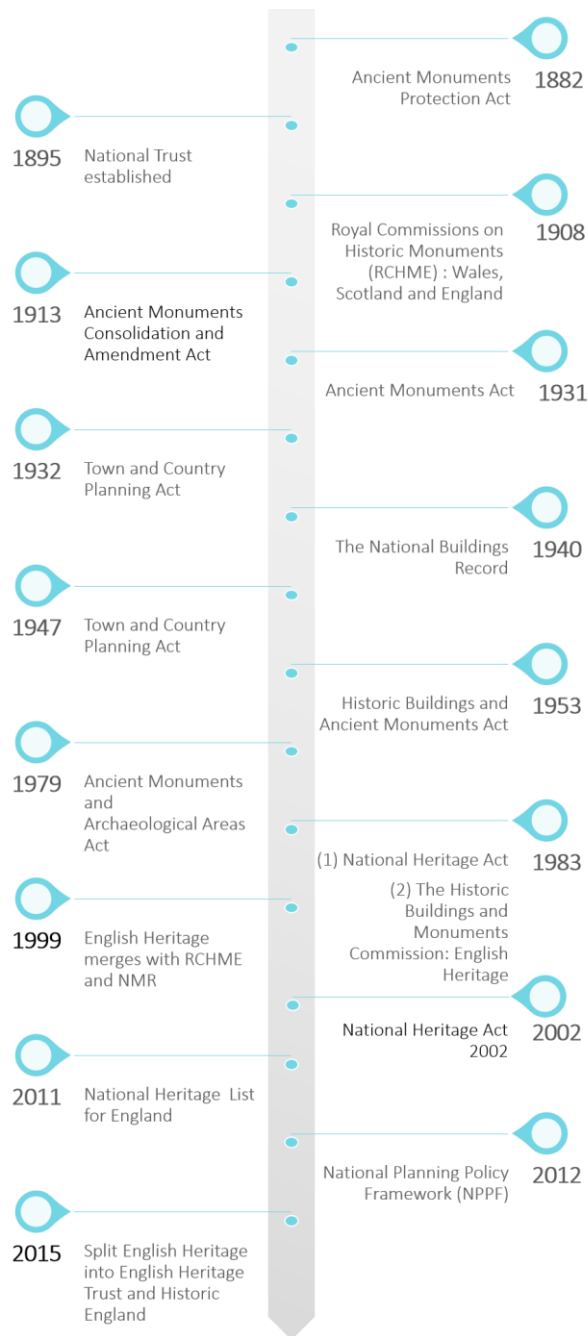 1882
Ancient Monuments
Protection Act
1895
National Trust
established
1908
Royal Commissions on
Historic Monuments
(RCHME) : Wales,
Scotland and England
1913
Ancient Monuments
Consolidation and
Amendment Act
1931
Ancient Monuments Act
1932
Town and Country
Planning Act
1940
The National Buildings
Record
1947
Town and Country
Planning Act
1953
Historic Buildings and
Ancient Monuments Act
1979
Ancient Monuments
and
Archaeological Areas
Act
1983
(1) National Heritage Act
(2) The Historic
Buildings and
Monuments
Commission: English
Heritage
1999
English Heritage
merges with RCHME
and NMR
2002
National Heritage Act
2002
2011
National Heritage List
for England
2012
National Planning Policy
Framework (NPPF)
2015
Split English Heritage
into English Heritage
Trust and Historic
England